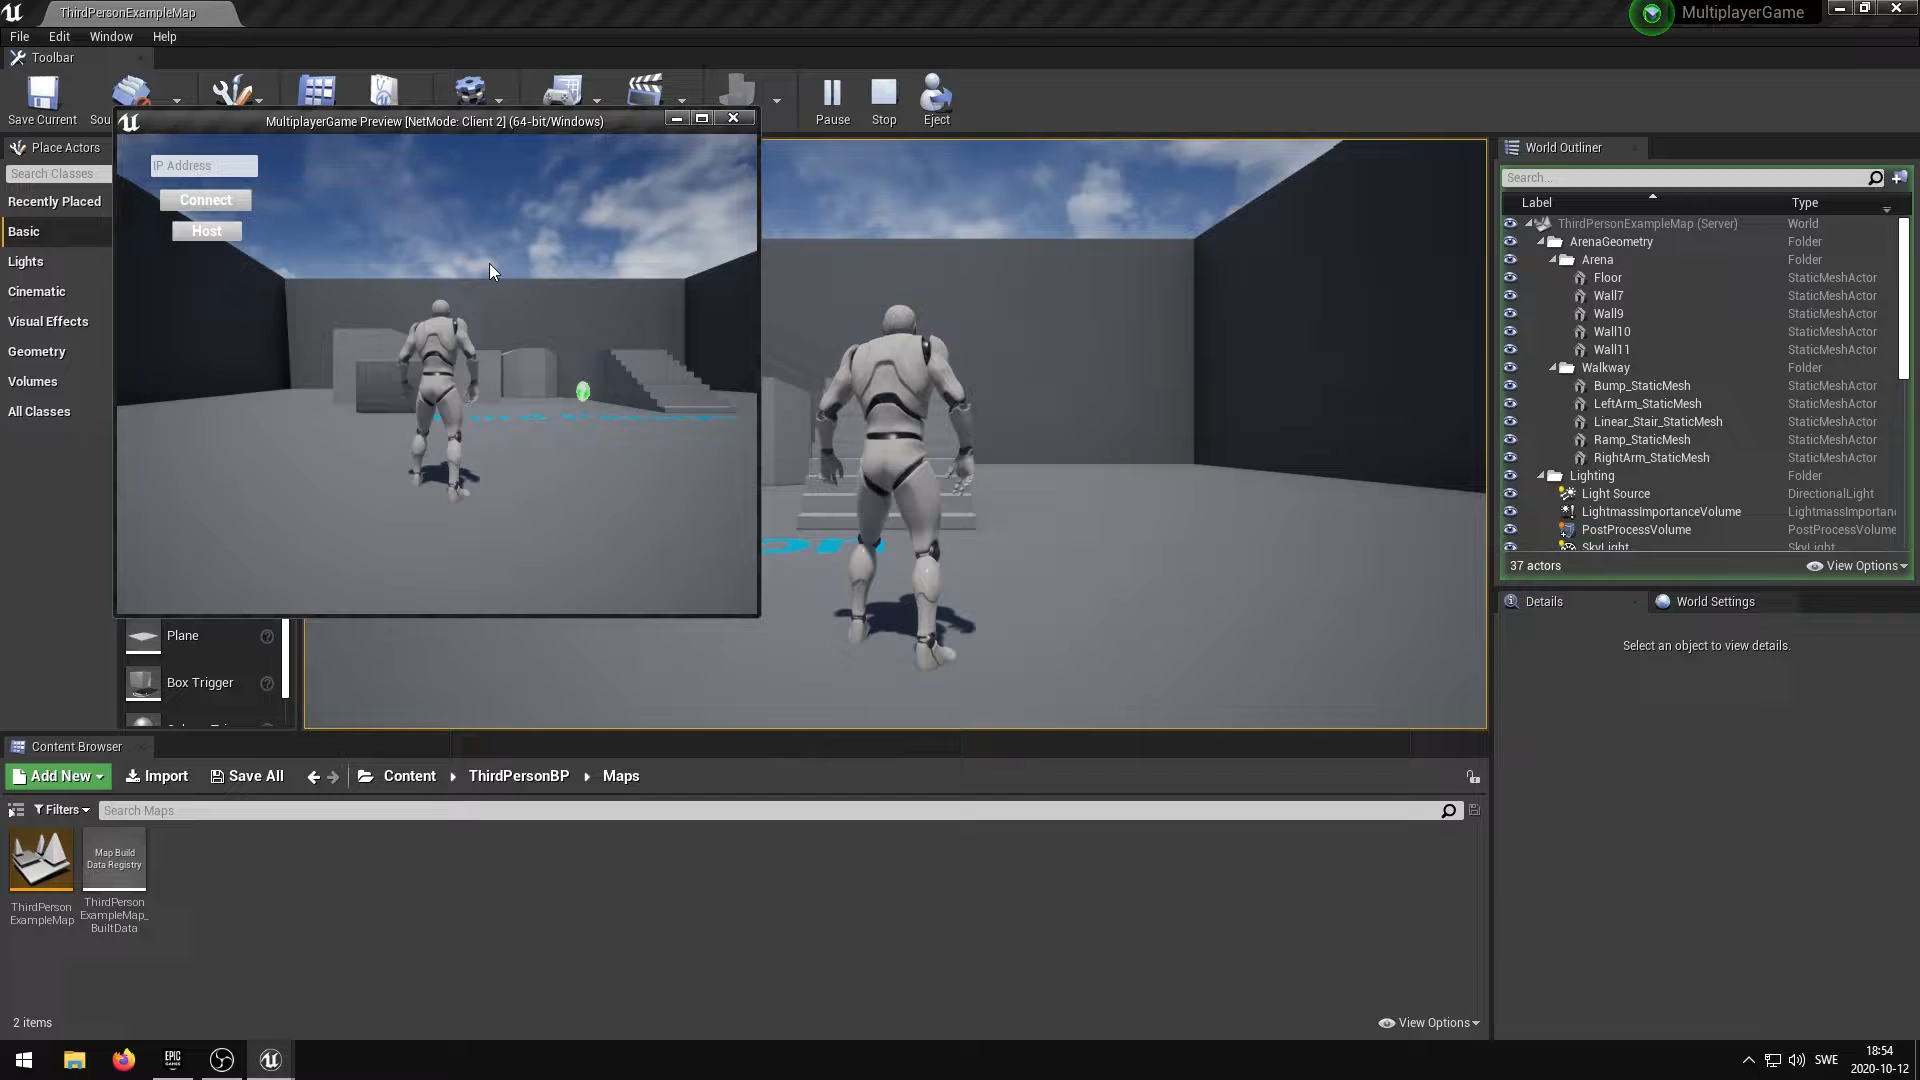 ThirdPersonExampleMap
MultiplayerGame
File Edit Window Help
Toolbar
Save Current
Pause
Stop
Eject
MultiplayerGame Preview [NetMode: Client 2] (64-bit/Windows)
IP Address
Connect
Host
Place Actors
Search Classes
Recently Placed
Basic
Lights
Cinematic
Visual Effects
Geometry
Volumes
All Classes
Plane
Box Trigger
World Outliner
Search...
Label Type
ThirdPersonExampleMap (Server) World
ArenaGeometry Folder
Arena Folder
Floor StaticMeshActor
Wall7 StaticMeshActor
Wall9 StaticMeshActor
Wall10 StaticMeshActor
Wall11 StaticMeshActor
Walkway Folder
Bump_StaticMesh StaticMeshActor
LeftArm_StaticMesh StaticMeshActor
Linear_Stair_StaticMesh StaticMeshActor
Ramp_StaticMesh StaticMeshActor
RightArm_StaticMesh StaticMeshActor
Lighting Folder
Light Source DirectionalLight
LightmassImportanceVolume LightmassImportan
PostProcessVolume PostProcessVolume
SkyLight SkyLight
37 actors View Options
Details World Settings
Select an object to view details.
Content Browser
Add New Import Save All Content ThirdPersonBP Maps
Filters Search Maps
Map Build
Data Registry
ThirdPerson
ExampleMap
ThirdPerson
ExampleMap_
BuiltData
2 items
View Options
EPIC
GAMES
SWE
18:54
2020-10-12